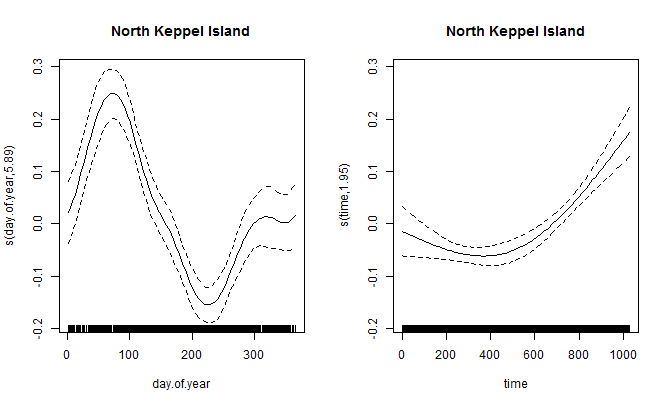 North Keppel Island
s(day.of.year,5.89)
0.3
0.2
0.1
0.0
-0.1
-0.2
0 100 200 300
day.of.year
North Keppel Island
s(time,1.95)
0.3
0.2
0.1
0.0
-0.1
-0.2
0 200 400 600 800 1000
time